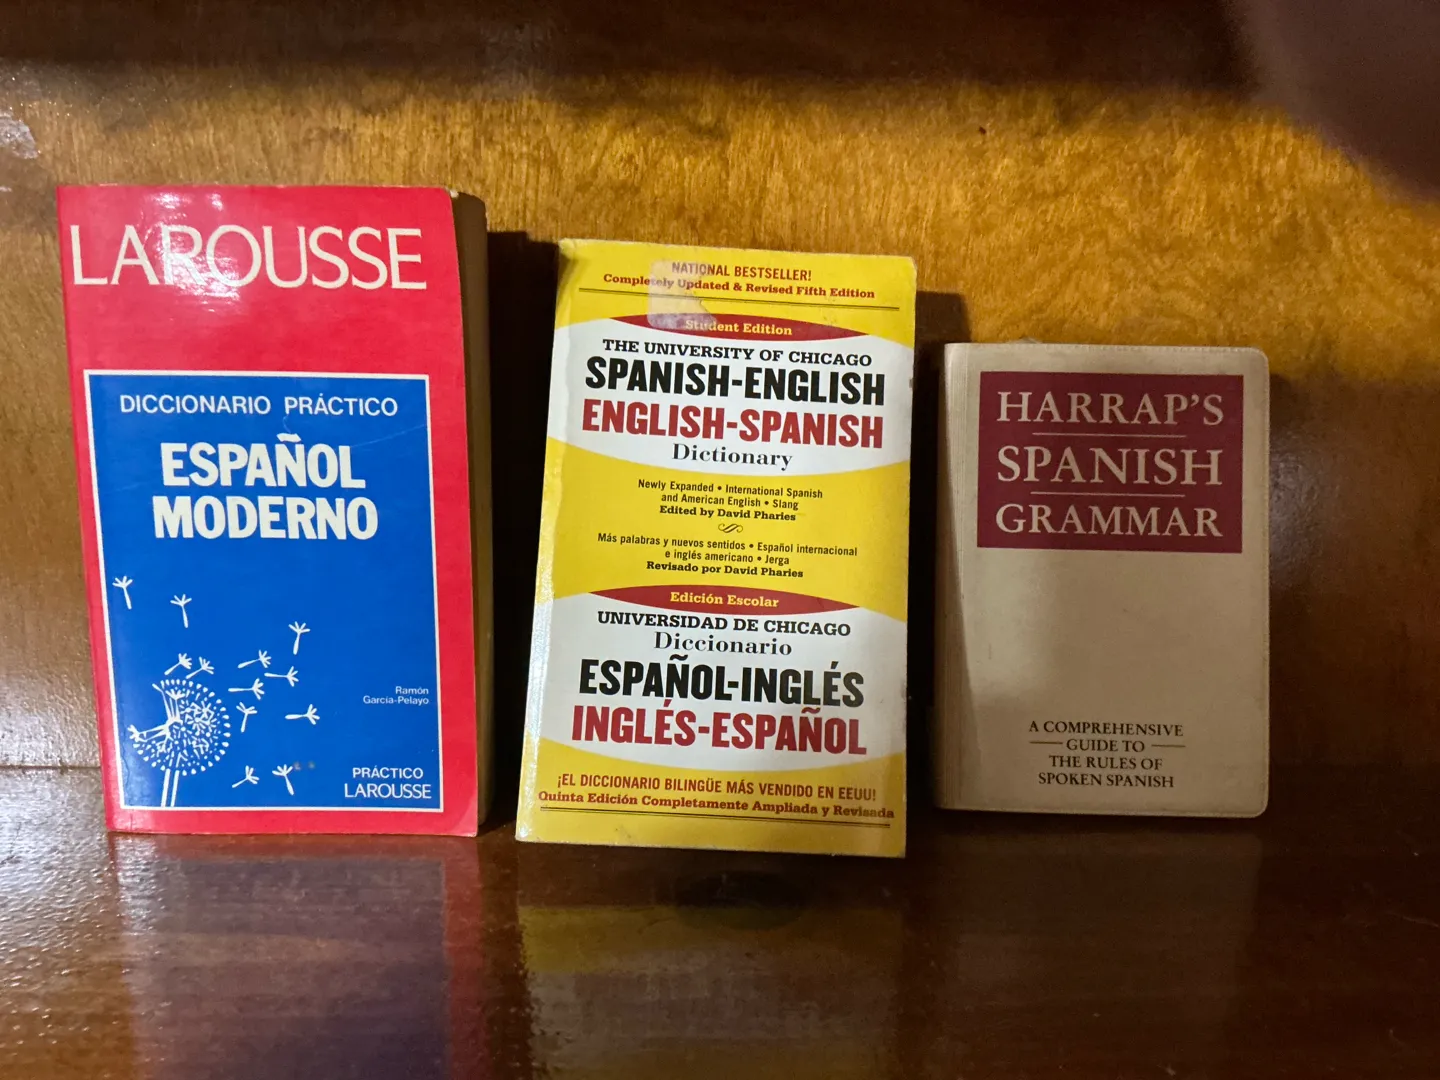 LAROUSSE
DICCIONARIO PRÁCTICO
ESPAÑOL
MODERNO
Ramón
García-Pelayo
PRÁCTICO
LAROUSSE
NATIONAL BESTSELLER!
Completely Updated & Revised Fifth Edition
Student Edition
THE UNIVERSITY OF CHICAGO
SPANISH-ENGLISH
ENGLISH-SPANISH
Dictionary
Newly Expanded • International Spanish
and American English • Slang
Edited by David Pharies
Más palabras y nuevos sentidos • Español internacional
e inglés americano • Jerga
Revisado por David Pharies
Edición Escolar
UNIVERSIDAD DE CHICAGO
Diccionario
ESPAÑOL-INGLÉS
INGLÉS-ESPAÑOL
¡EL DICCIONARIO BILINGÜE MÁS VENDIDO EN EEUU!
Quinta Edición Completamente Ampliada y Revisada
HARRAP'S
SPANISH
GRAMMAR
A COMPREHENSIVE
GUIDE TO
THE RULES OF
SPOKEN SPANISH